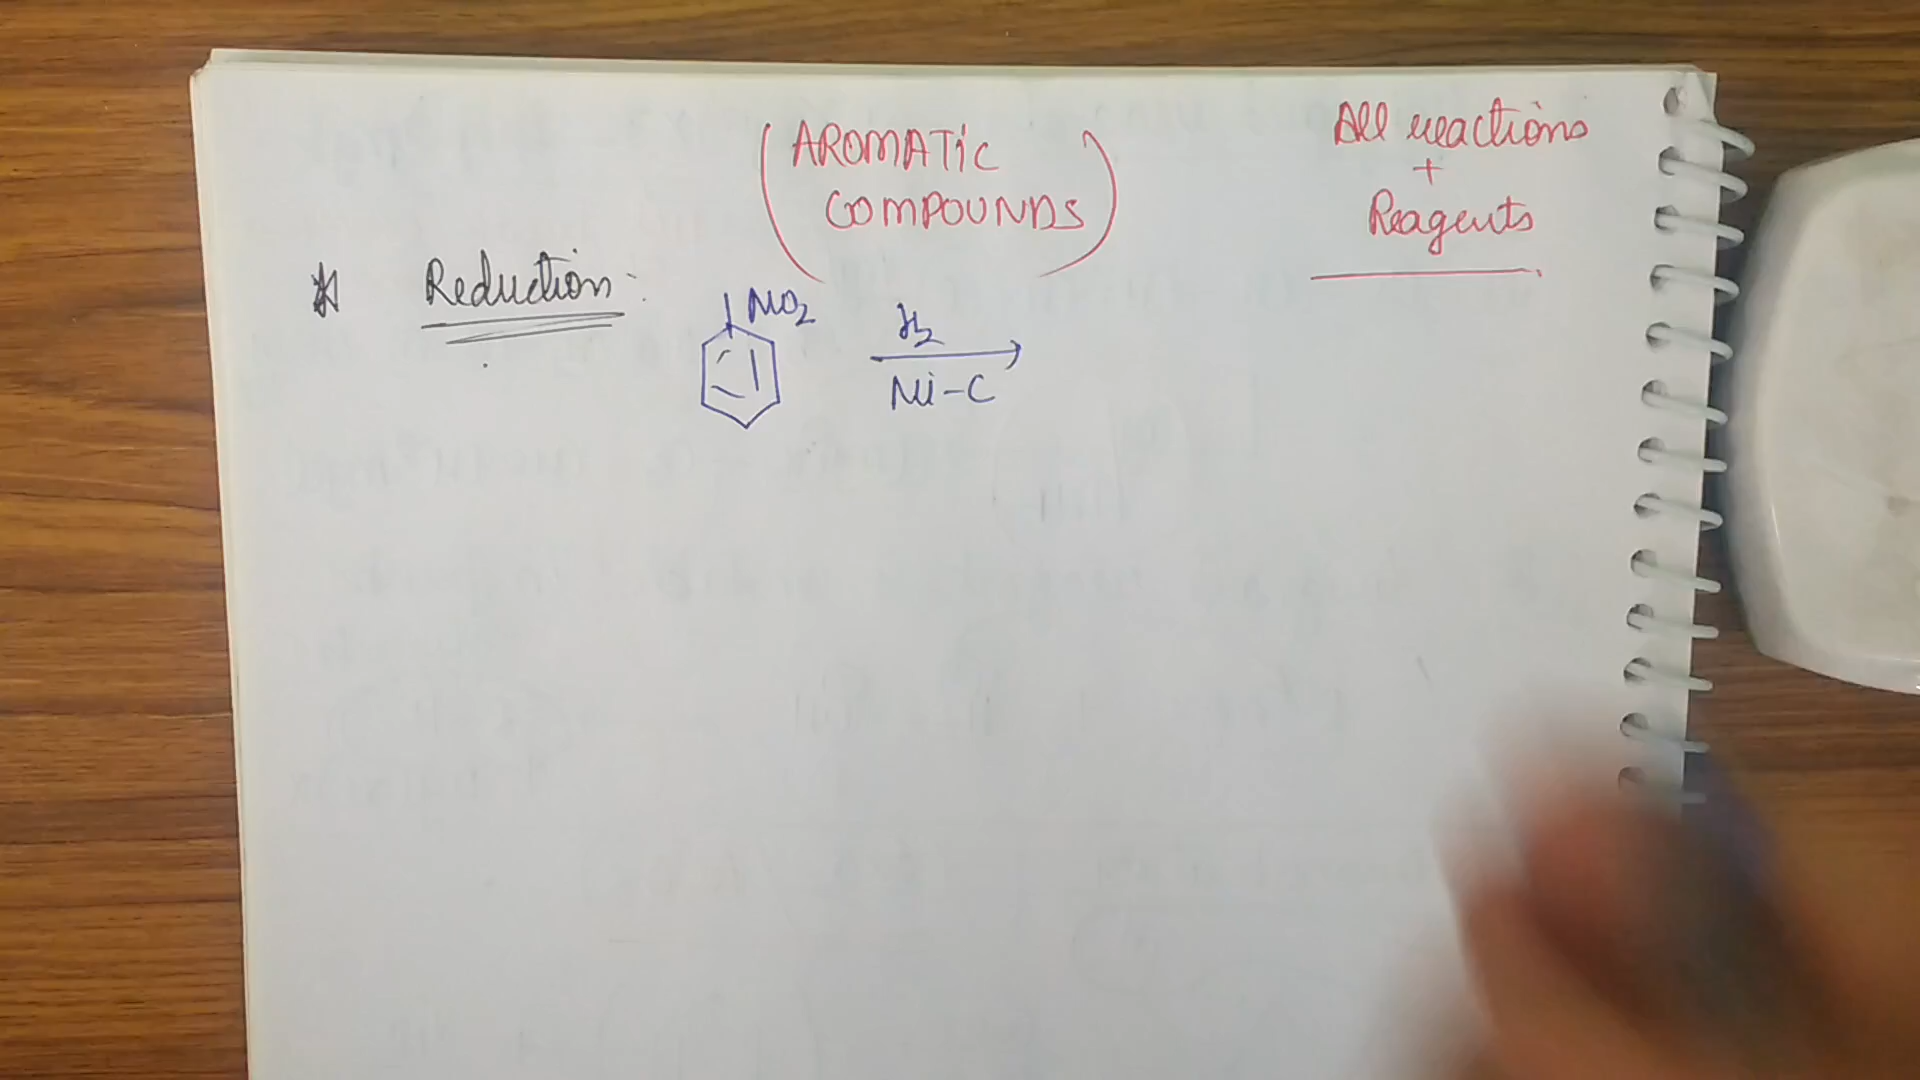 (AROMATIC
COMPOUNDS)
All reactions
+
Reagents
* Reduction:
NO2
H2
Ni-C